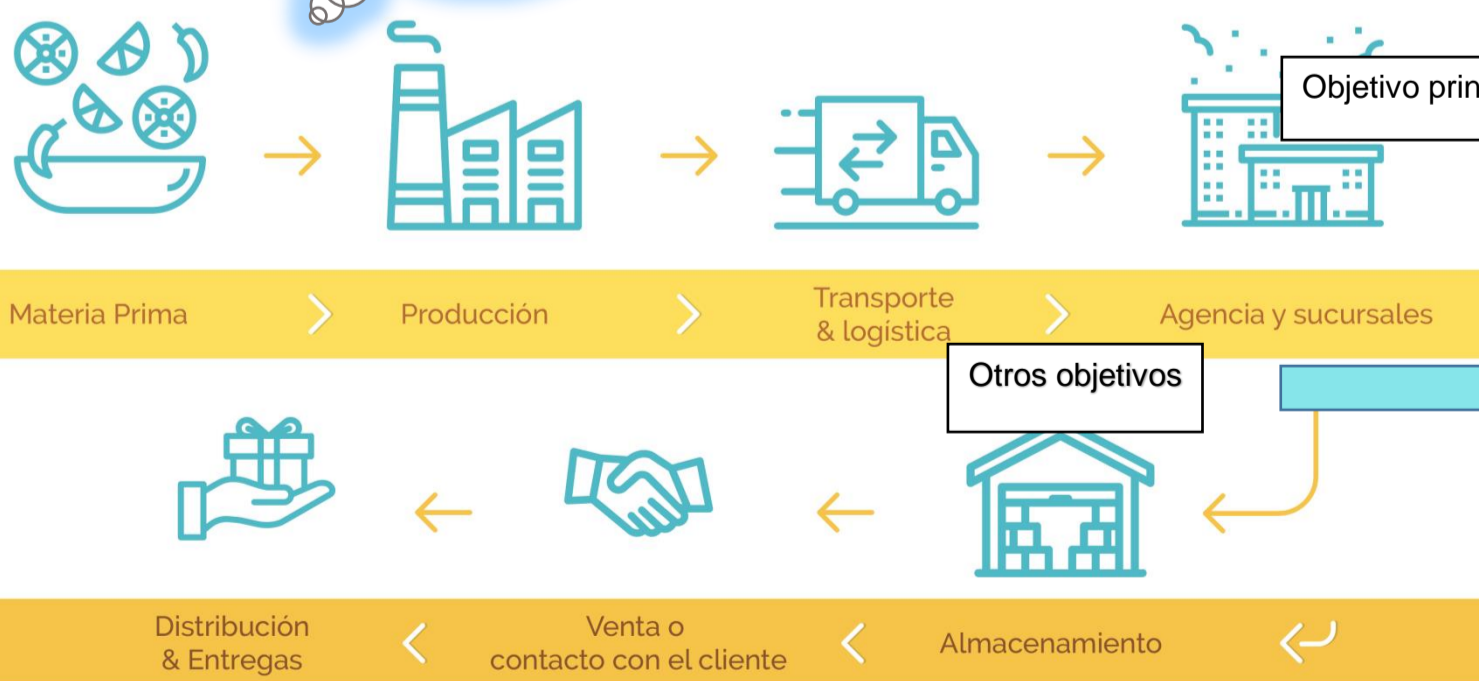 Objetivo prin
Materia Prima
Producción
Transporte
& logística
Agencia y sucursales
Otros objetivos
Distribución
& Entregas
Venta o
contacto con el cliente
Almacenamiento